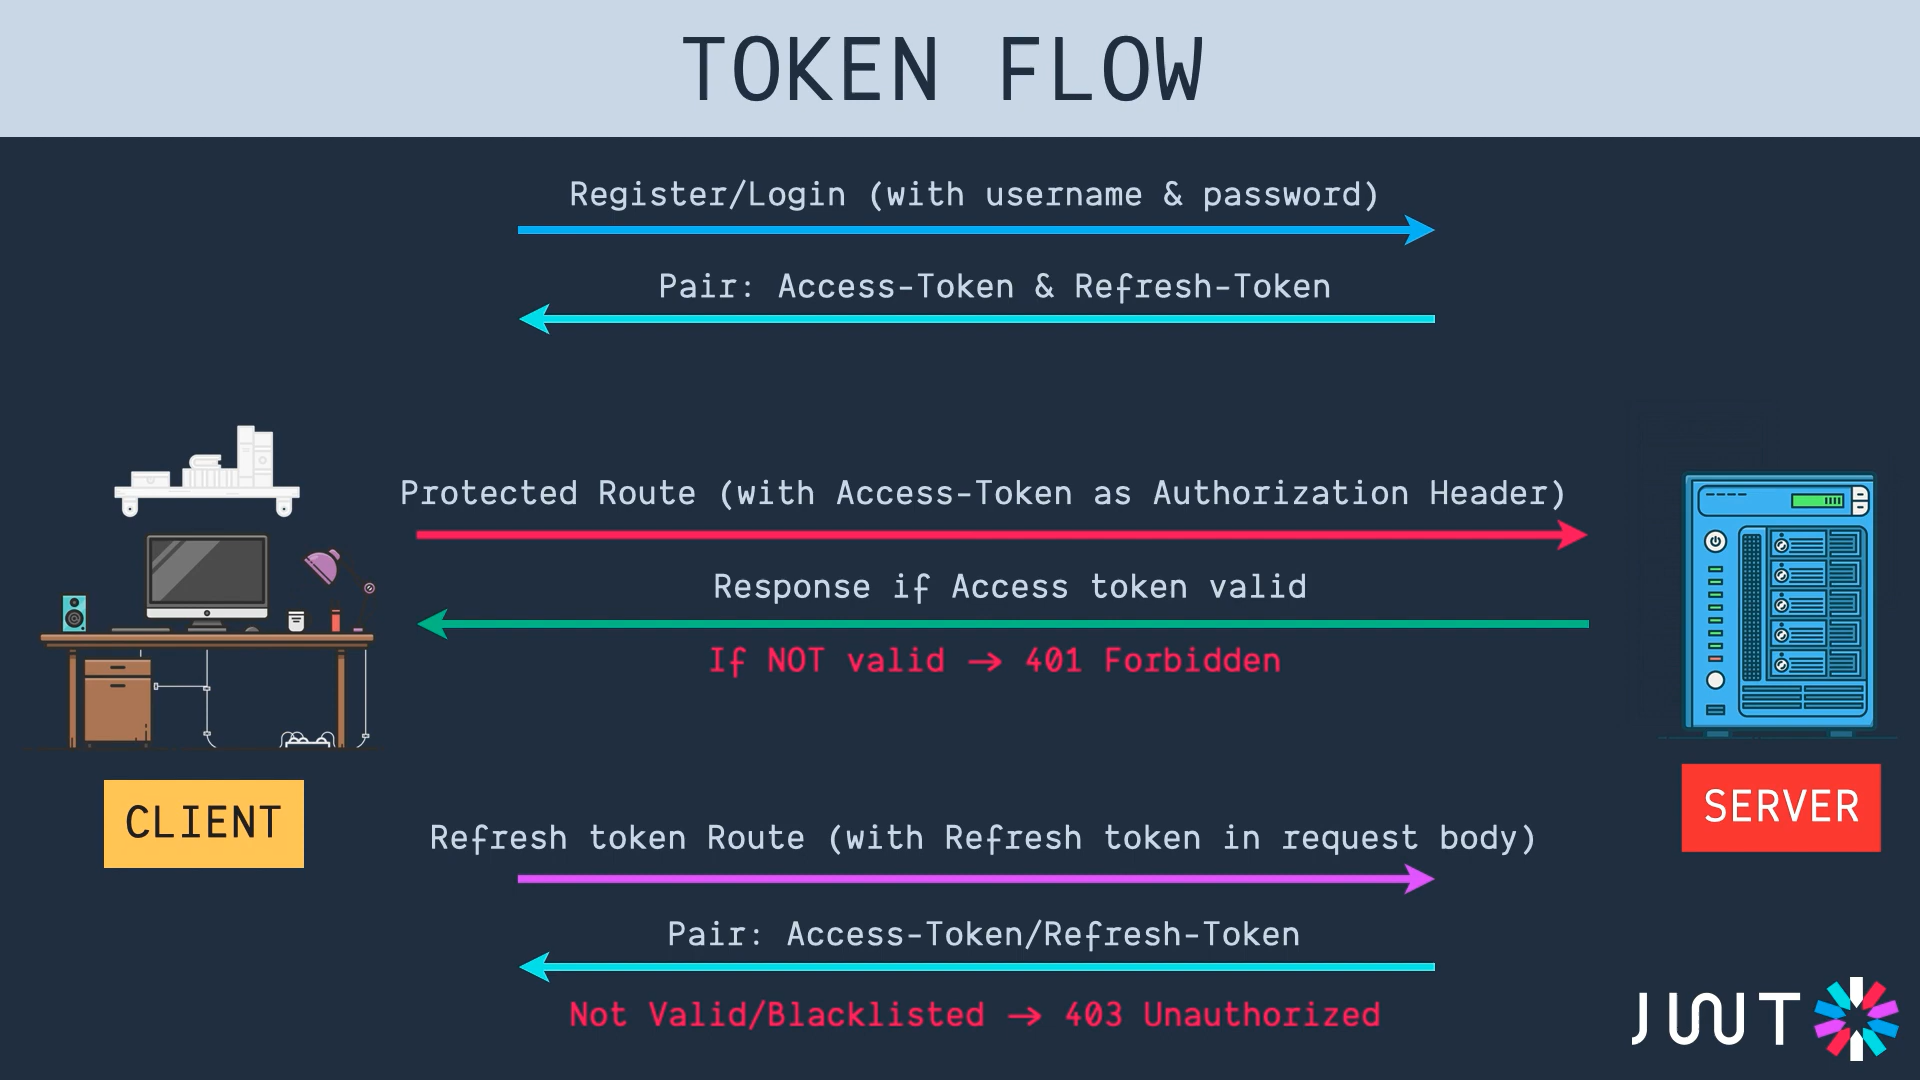 TOKEN FLOW
Register/Login (with username & password)
Pair: Access-Token & Refresh-Token
Protected Route (with Access-Token as Authorization Header)
Response if Access token valid
If NOT valid → 401 Forbidden
CLIENT
SERVER
Refresh token Route (with Refresh token in request body)
Pair: Access-Token/Refresh-Token
Not Valid/Blacklisted → 403 Unauthorized
JWT